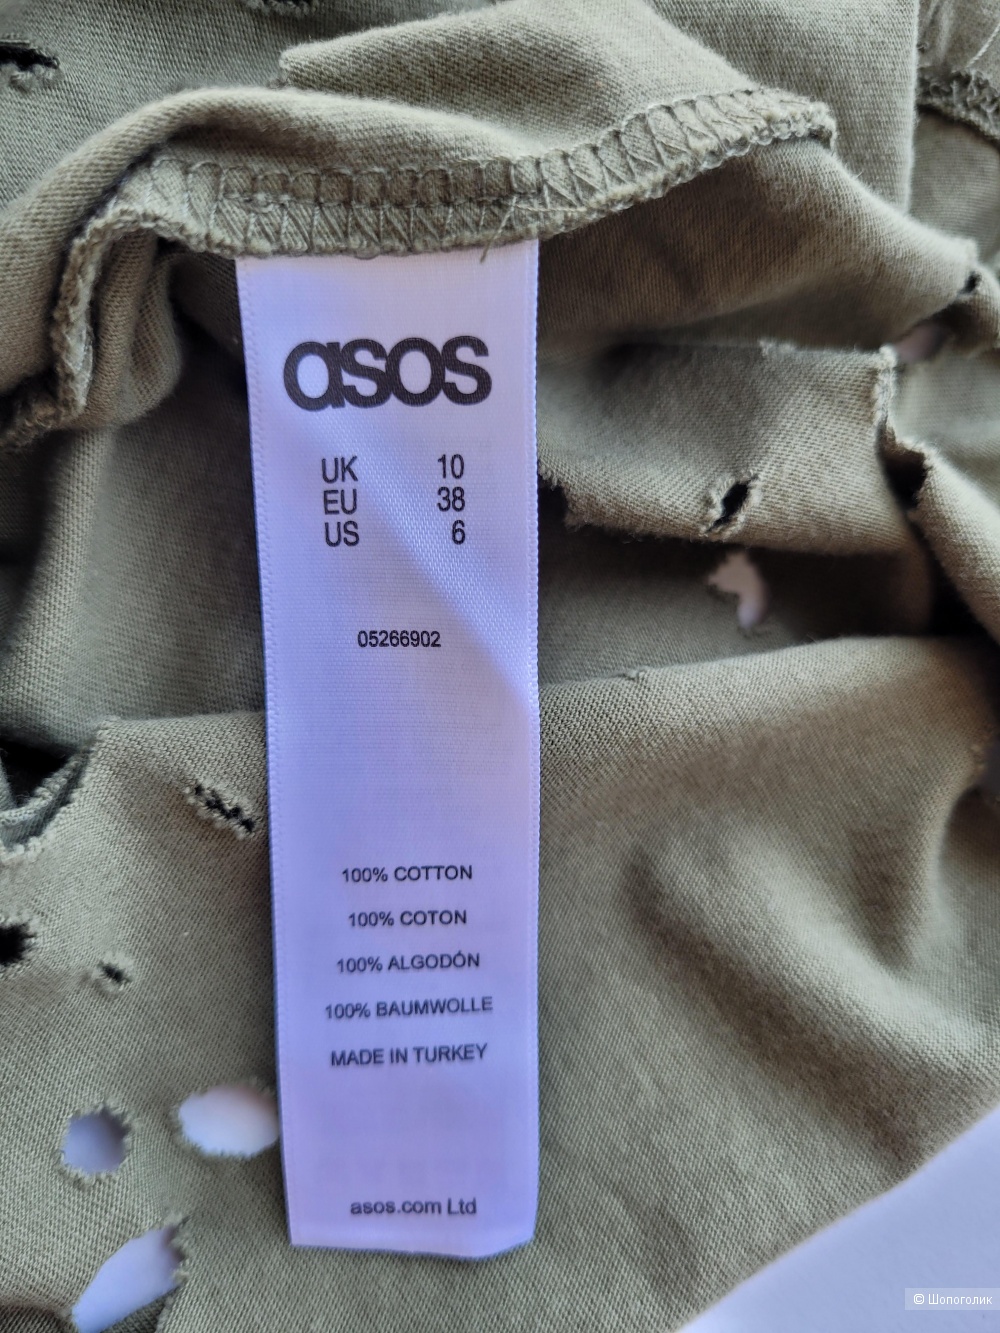 asos
UK 10
EU 38
US 6
05266902
100% COTTON
100% COTON
100% ALGODÓN
100% BAUMWOLLE
MADE IN TURKEY
asos.com Ltd
© Шопоголик